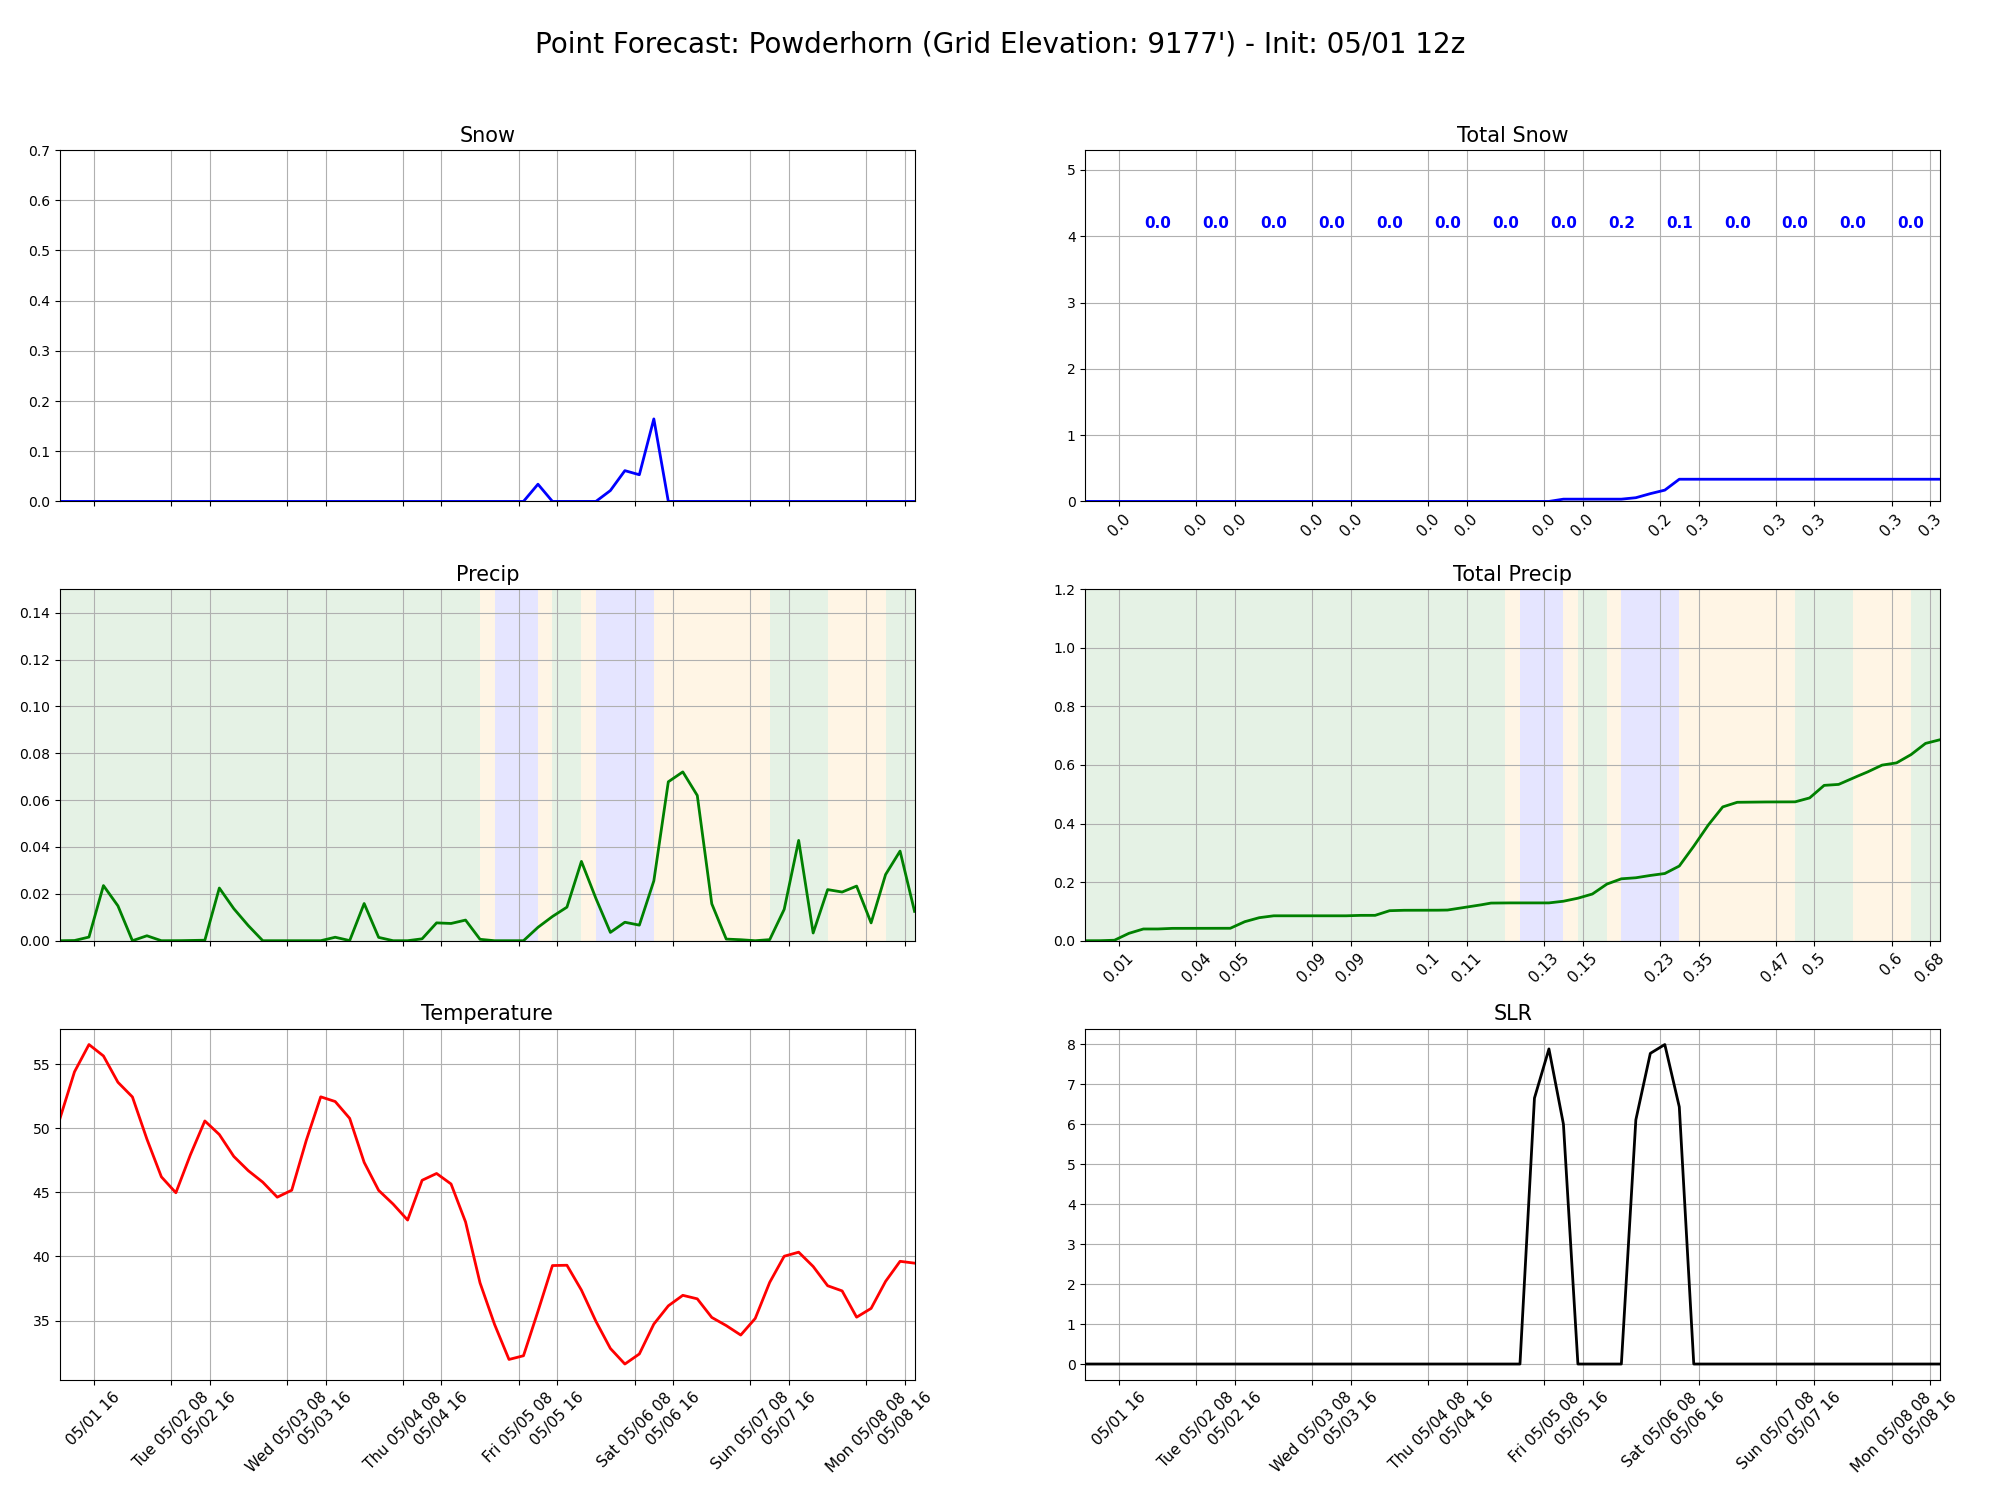 Point Forecast: Powderhorn (Grid Elevation: 9177') - Init: 05/01 12z
Snow
0.7
0.6
0.5
0.4
0.3
0.2
0.1
0.0
Total Snow
5
4
3
2
1
0
0.0 0.0 0.0 0.0 0.0 0.0 0.0 0.0 0.2 0.1 0.0 0.0 0.0 0.0
0.0 0.0 0.0 0.0 0.0 0.0 0.0 0.0 0.0 0.2 0.3 0.3 0.3 0.3 0.3
Precip
0.14
0.12
0.10
0.08
0.06
0.04
0.02
0.00
Total Precip
1.2
1.0
0.8
0.6
0.4
0.2
0.0
0.01 0.04 0.05 0.09 0.09 0.1 0.11 0.13 0.15 0.23 0.35 0.47 0.5 0.6 0.68
Temperature
55
50
45
40
35
05/01 16
Tue 05/02 08
05/02 16
Wed 05/03 08
05/03 16
Thu 05/04 08
05/04 16
Fri 05/05 08
05/05 16
Sat 05/06 08
05/06 16
Sun 05/07 08
05/07 16
Mon 05/08 08
05/08 16
SLR
8
7
6
5
4
3
2
1
0
05/01 16
Tue 05/02 08
05/02 16
Wed 05/03 08
05/03 16
Thu 05/04 08
05/04 16
Fri 05/05 08
05/05 16
Sat 05/06 08
05/06 16
Sun 05/07 08
05/07 16
Mon 05/08 08
05/08 16